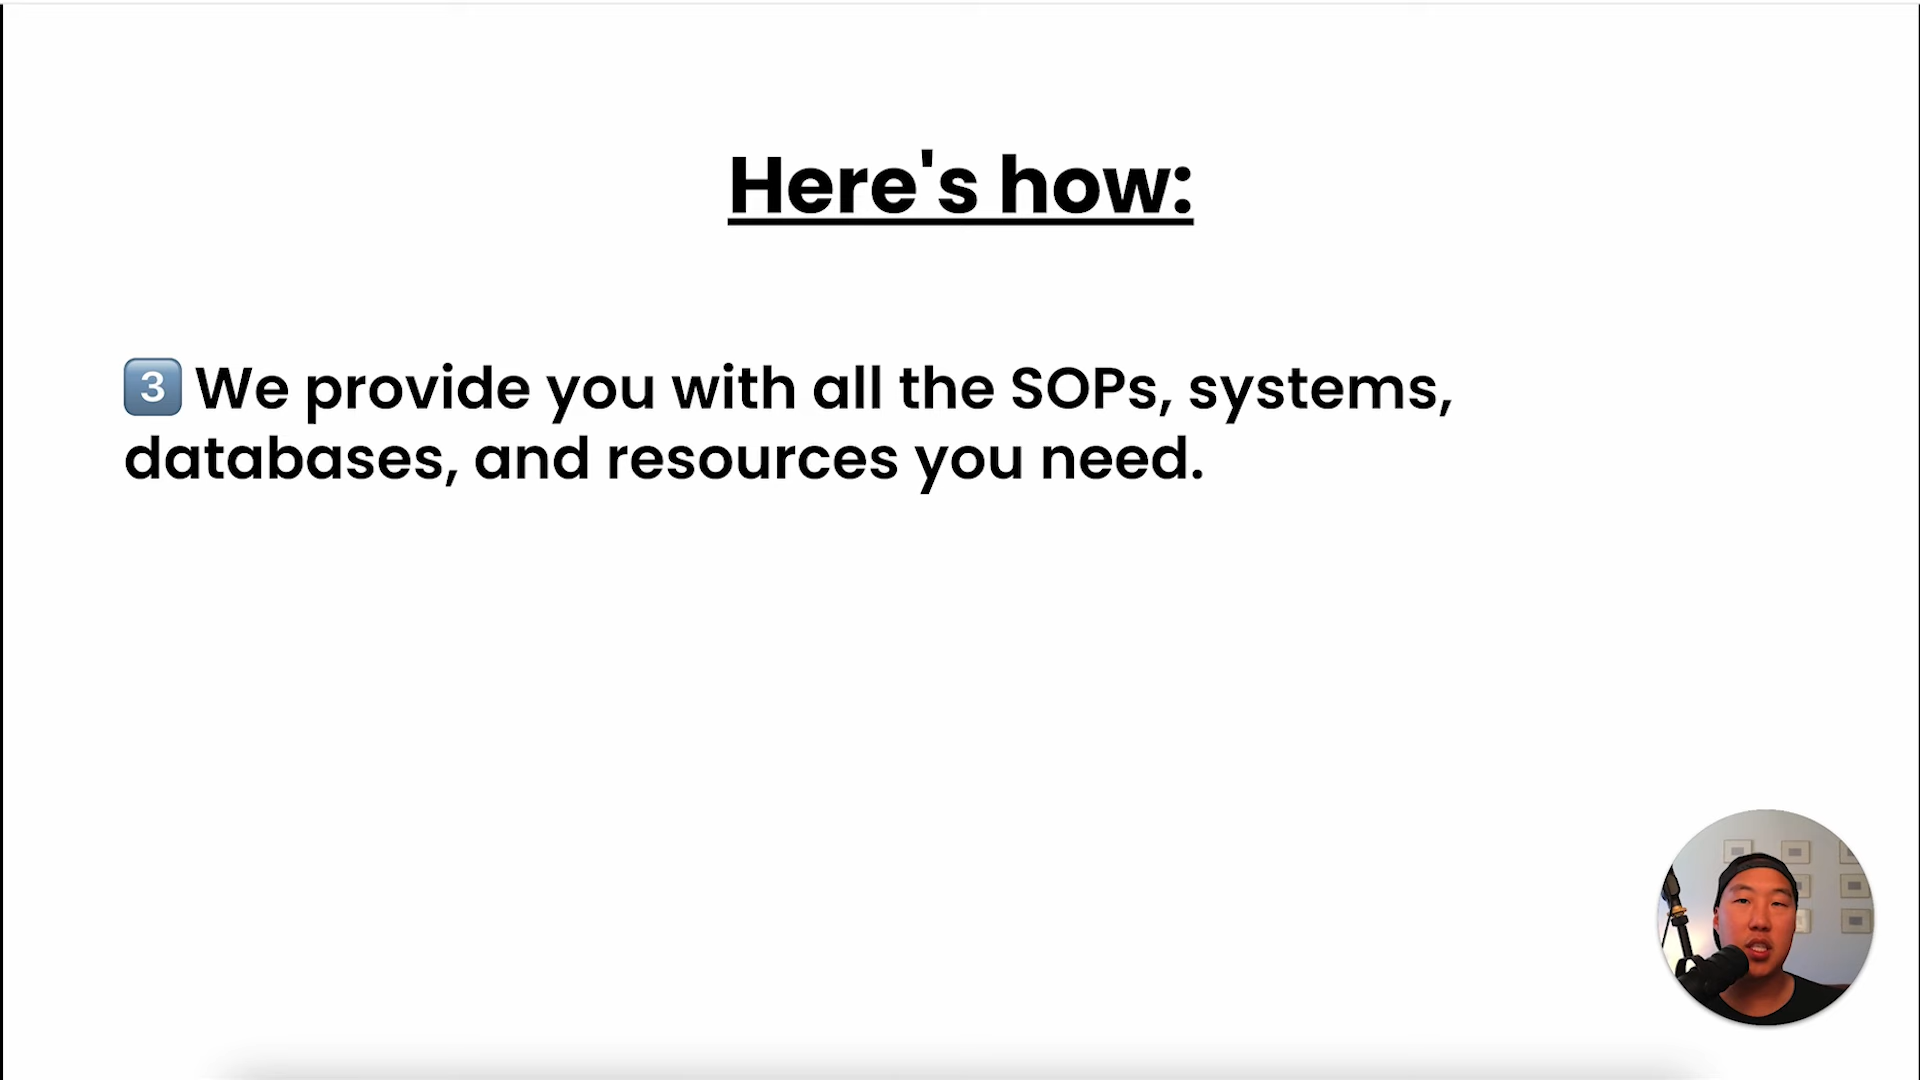 Here's how:
3️⃣ We provide you with all the SOPs, systems,
databases, and resources you need.